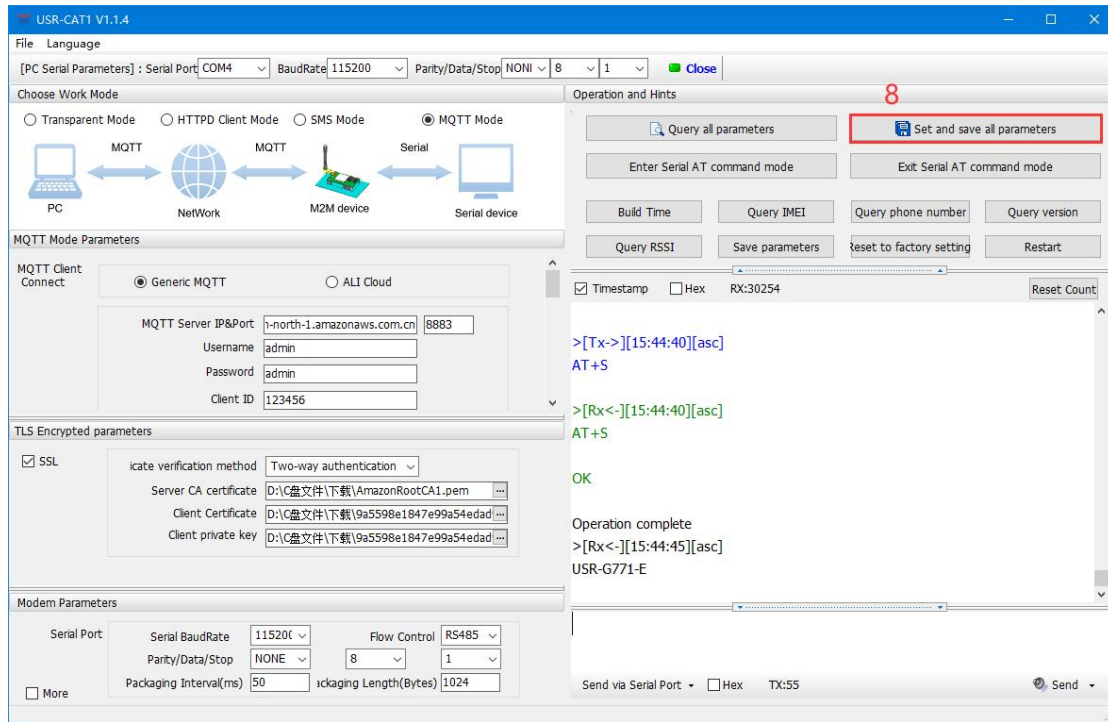 USR-CAT1 V1.1.4
File Language
[PC Serial Parameters] : Serial Port COM4 BaudRate 115200 Parity/Data/Stop NONI 8 1 Close
Choose Work Mode
Transparent Mode HTTPD Client Mode SMS Mode MQTT Mode
MQTT MQTT Serial
PC NetWork M2M device Serial device
MQTT Mode Parameters
MQTT Client
Connect
Generic MQTT ALI Cloud
MQTT Server IP&Port n-north-1.amazonaws.com.cn 8883
Username admin
Password admin
Client ID 123456
TLS Encrypted parameters
SSL
icate verification method Two-way authentication
Server CA certificate D:\C盘文件\下载\AmazonRootCA1.pem ...
Client Certificate D:\C盘文件\下载\9a5598e1847e99a54edad ...
Client private key D:\C盘文件\下载\9a5598e1847e99a54edad ...
Modem Parameters
Serial Port Serial BaudRate 11520( Flow Control RS485
Parity/Data/Stop NONE 8 1
Packaging Interval(ms) 50 ackaging Length(Bytes) 1024
More
Operation and Hints
8
Query all parameters Set and save all parameters
Enter Serial AT command mode Exit Serial AT command mode
Build Time Query IMEI Query phone number Query version
Query RSSI Save parameters Reset to factory setting Restart
Timestamp Hex RX:30254 Reset Count
>[Tx->][15:44:40][asc]
AT+S
>[Rx<-][15:44:40][asc]
AT+S
OK
Operation complete
>[Rx<-][15:44:45][asc]
USR-G771-E
Send via Serial Port Hex TX:55 Send